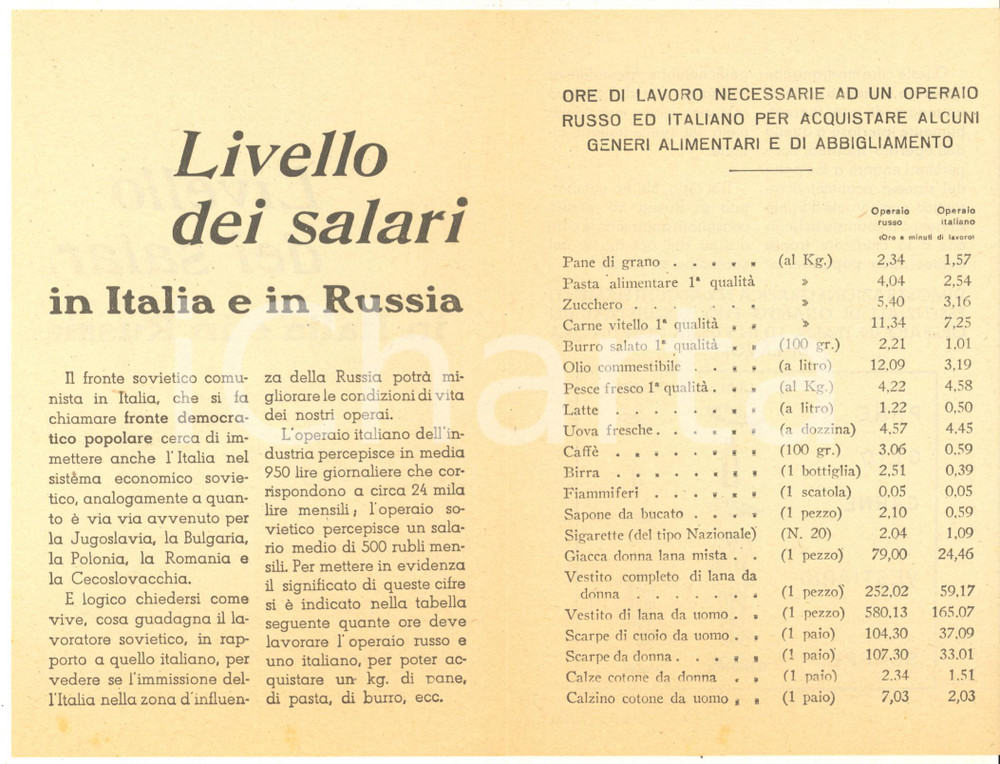 Livello
dei salari
in Italia e in Russia
Il fronte sovietico comu-
nista in Italia, che si fa
chiamare fronte democra-
tico popolare cerca di im-
mettere anche l'Italia nel
sistema economico sovie-
tico, analogamente a quan-
to è via via avvenuto per
la Jugoslavia, la Bulgaria,
la Polonia, la Romania e
la Cecoslovacchia.
E logico chiedersi come
vive, cosa guadagna il la-
voratore sovietico, in rap-
porto a quello italiano, per
vedere se l'immissione del-
l'Italia nella zona d'influen-
za della Russia potrà mi-
gliorare le condizioni di vita
dei nostri operai.
L'operaio italiano dell'in-
dustria percepisce in media
950 lire giornaliere che cor-
rispondono a circa 24 mila
lire mensili; l'operaio so-
vietico percepisce un sala-
rio medio di 500 rubli men-
sili. Per mettere in evidenza
il significato di queste cifre
si è indicato nella tabella
seguente quante ore deve
lavorare l'operaio russo e
uno italiano, per poter ac-
quistare un kg. di pane,
di pasta, di burro, ecc.
ORE DI LAVORO NECESSARIE AD UN OPERAIO
RUSSO ED ITALIANO PER ACQUISTARE ALCUNI
GENERI ALIMENTARI E DI ABBIGLIAMENTO
Operaio russo Operaio italiano
(Ore e minuti di lavoro)
Pane di grano . . . . . (al Kg.) 2,34 1,57
Pasta alimentare 1ª qualità » 4,04 2,54
Zucchero . . . . . . . » 5,40 3,16
Carne vitello 1ª qualità . . » 11,34 7,25
Burro salato 1ª qualità . . (100 gr.) 2,21 1,01
Olio commestibile . . . . (a litro) 12,09 3,19
Pesce fresco 1ª qualità . . . (al Kg.) 4,22 4,58
Latte . . . . . . . (a litro) 1,22 0,50
Uova fresche . . . . . . (a dozzina) 4,57 4,45
Caffè . . . . . . . (100 gr.) 3,06 0,59
Birra . . . . . . . (1 bottiglia) 2,51 0,39
Fiammiferi . . . . . . (1 scatola) 0,05 0,05
Sapone da bucato . . . . (1 pezzo) 2,10 0,59
Sigarette (del tipo Nazionale) (N. 20) 2,04 1,09
Giacca donna lana mista . . (1 pezzo) 79,00 24,46
Vestito completo di lana da
donna . . . . . . . (1 pezzo) 252,02 59,17
Vestito di lana da uomo . . (1 pezzo) 580,13 165,07
Scarpe di cuoio da uomo . . (1 paio) 104,30 37,09
Scarpe da donna . . . . . (1 paio) 107,30 33,01
Calze cotone da donna . . (1 paio) 2.34 1.51
Calzino cotone da uomo . . (1 paio) 7,03 2,03
iCharta